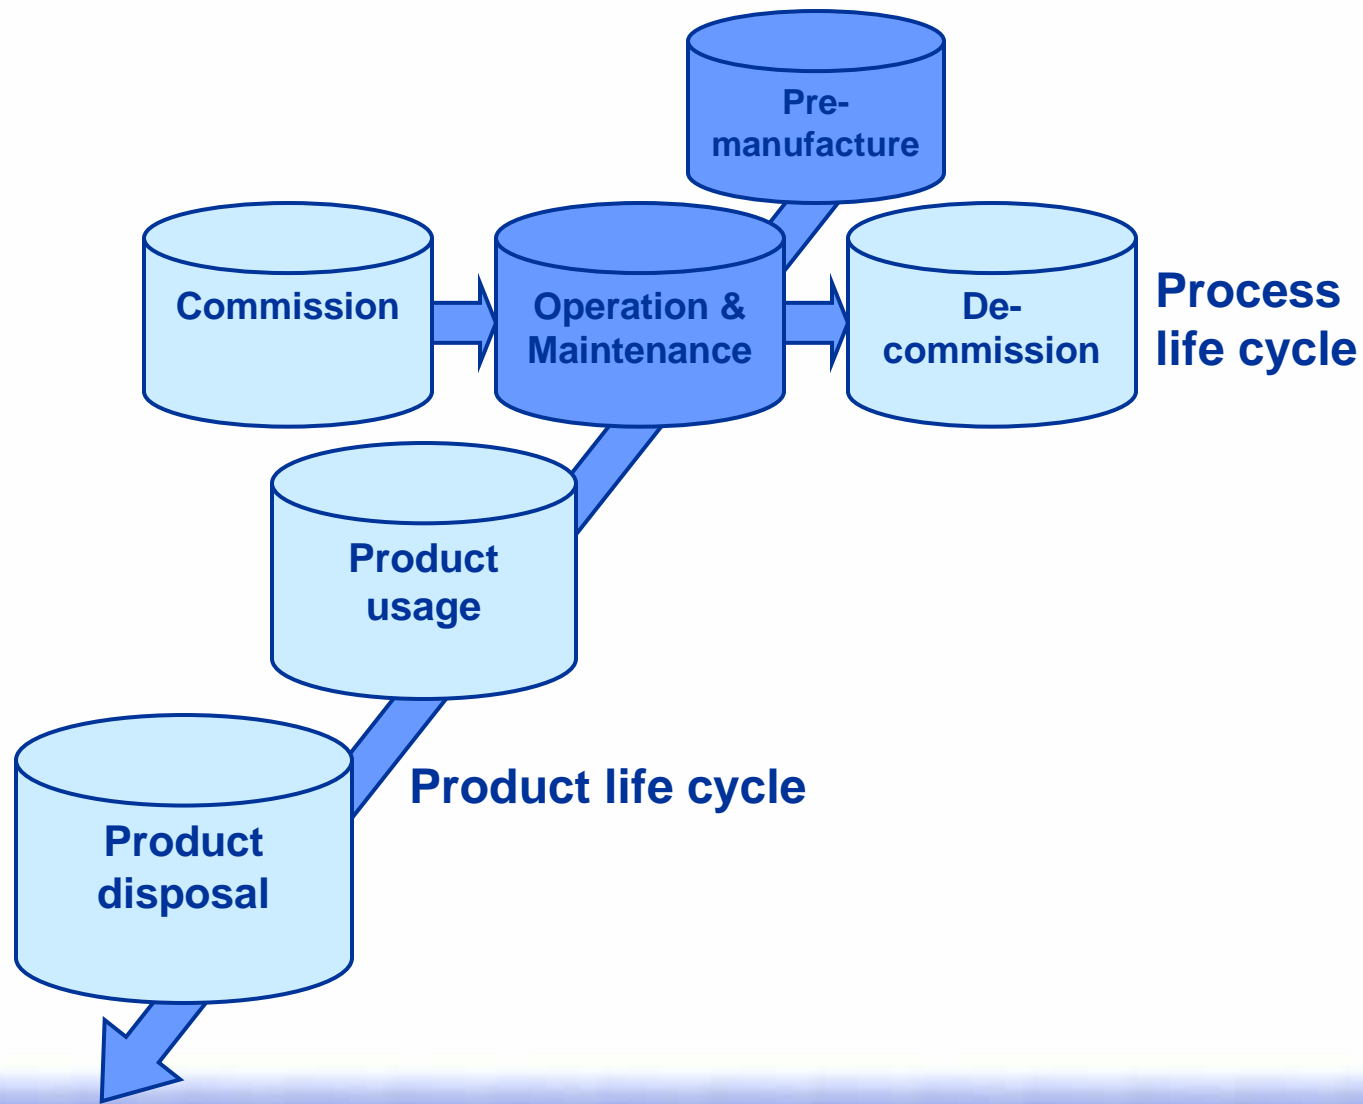 Pre-
manufacture
Commission
Operation &
Maintenance
De-
commission
Process
life cycle
Product
usage
Product life cycle
Product
disposal